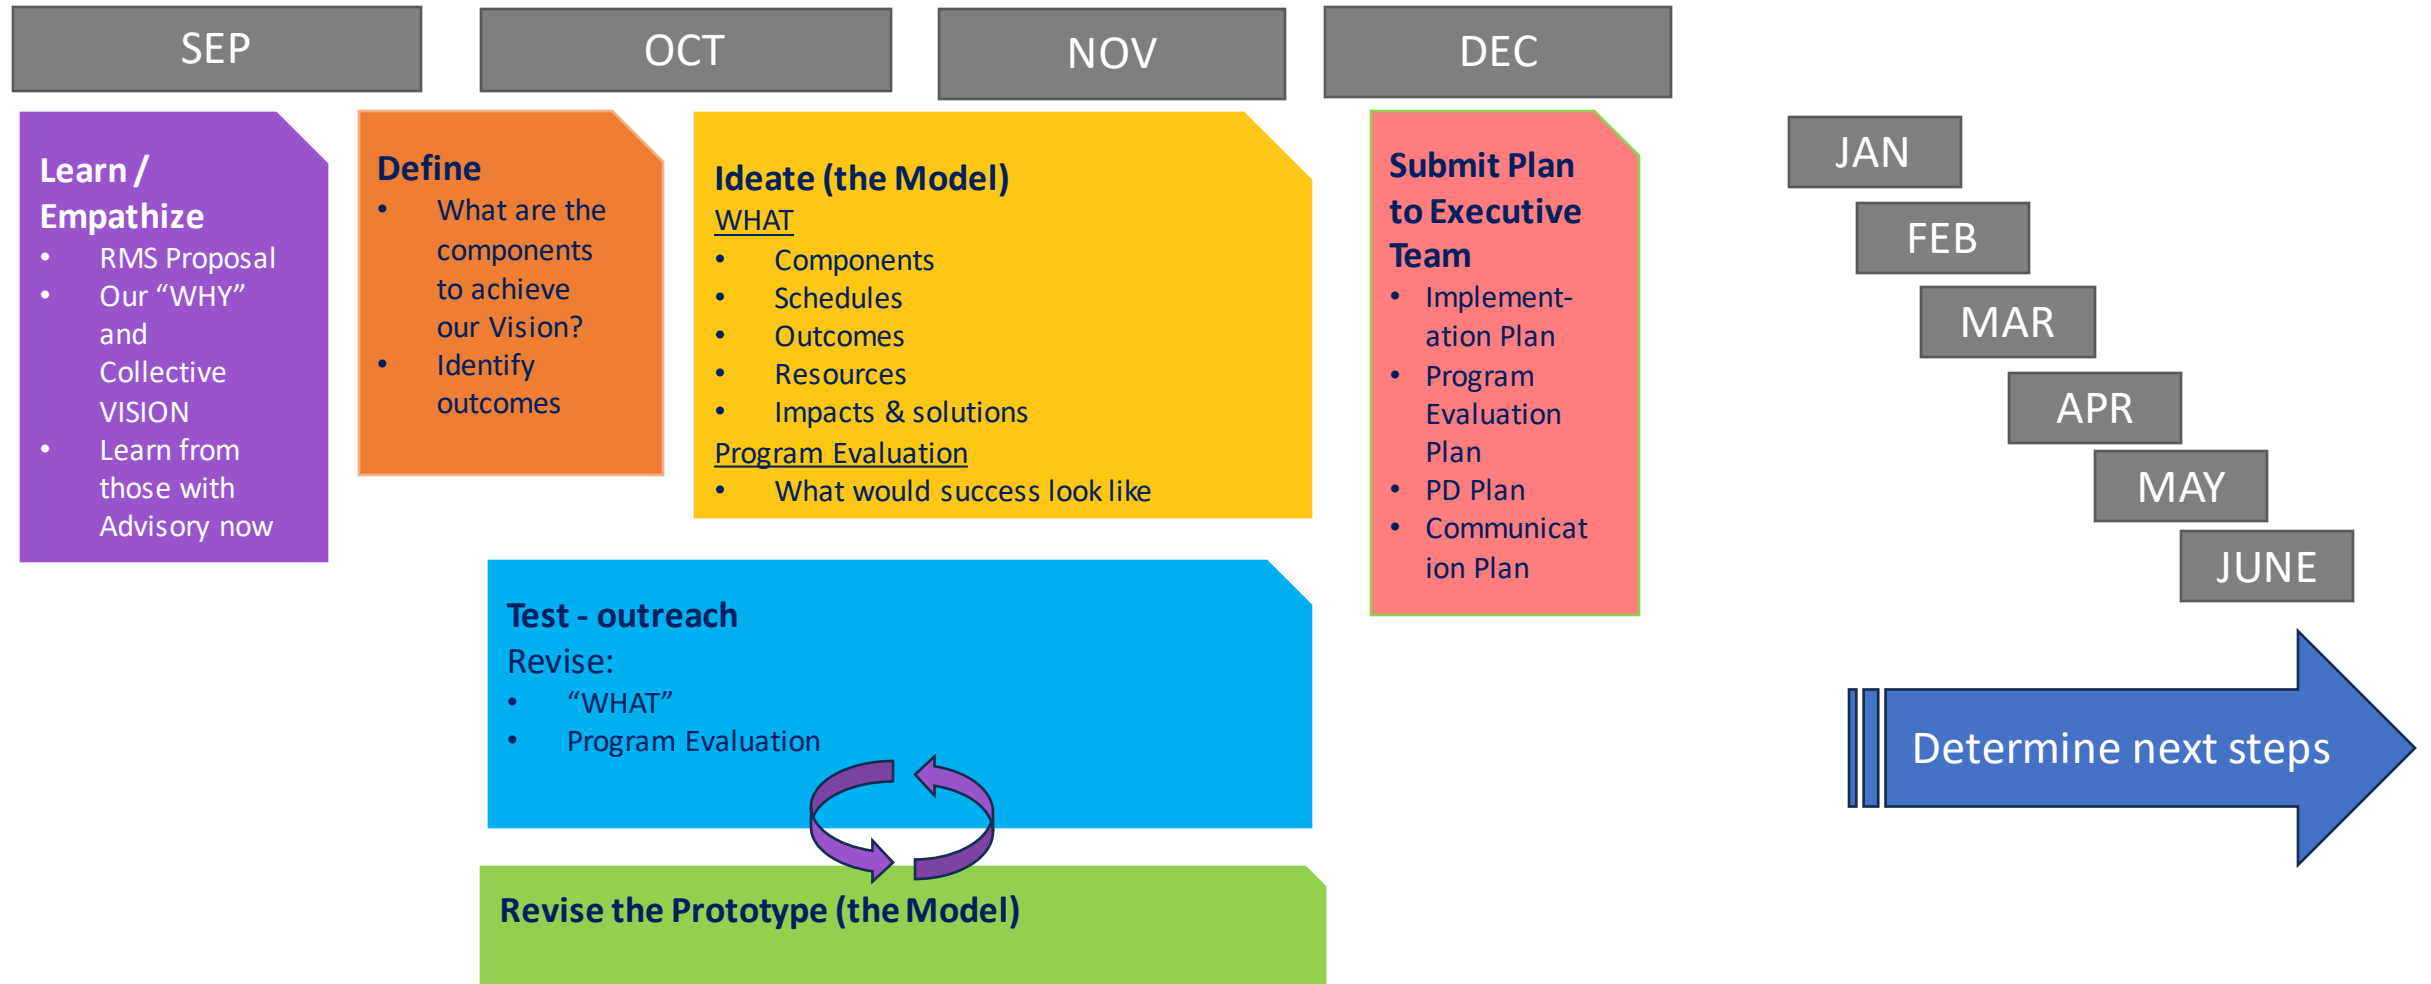 SEP
OCT
NOV
DEC
Learn /
Empathize
• RMS Proposal
• Our “WHY”
and
Collective
VISION
• Learn from
those with
Advisory now
Define
• What are the
components
to achieve
our Vision?
• Identify
outcomes
Ideate (the Model)
WHAT
• Components
• Schedules
• Outcomes
• Resources
• Impacts & solutions
Program Evaluation
• What would success look like
Submit Plan
to Executive
Team
• Implement-
ation Plan
• Program
Evaluation
Plan
• PD Plan
• Communicat
ion Plan
JAN
FEB
MAR
APR
MAY
JUNE
Test - outreach
Revise:
• “WHAT”
• Program Evaluation
Revise the Prototype (the Model)
Determine next steps